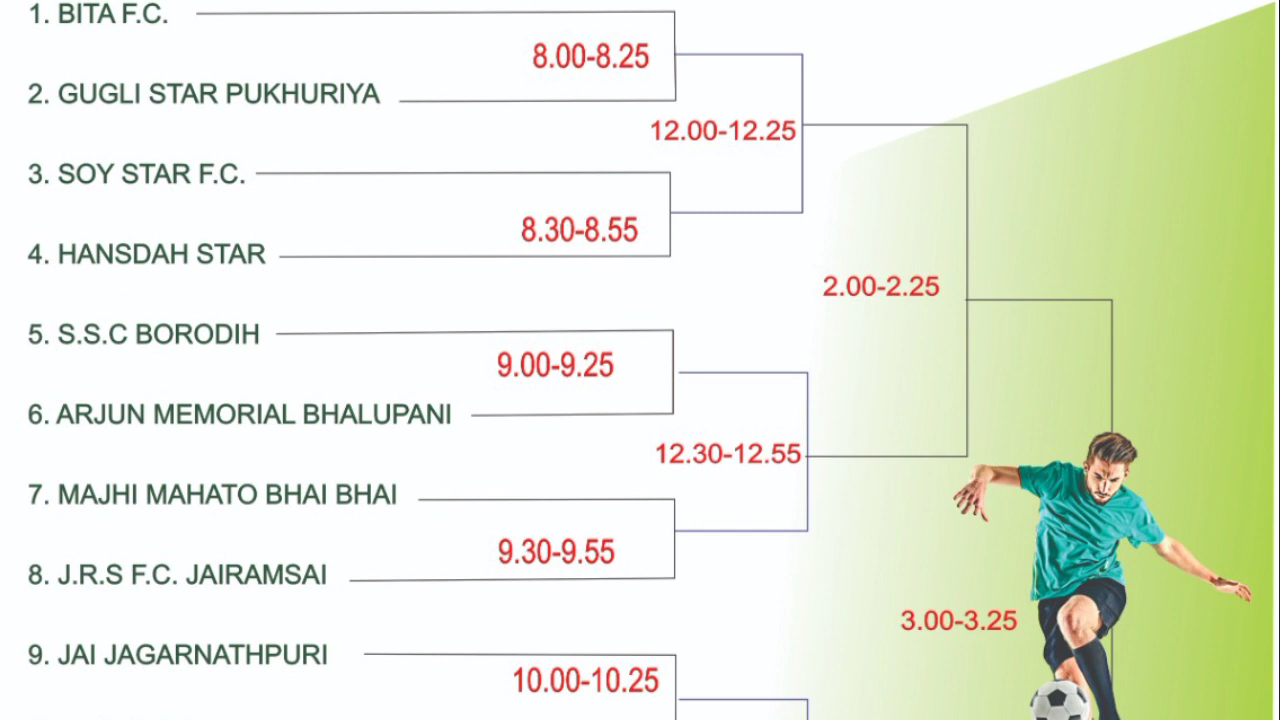 1. BITA F.C.
8.00-8.25
2. GUGLI STAR PUKHURIYA
12.00-12.25
3. SOY STAR F.C.
8.30-8.55
4. HANSDAH STAR
2.00-2.25
5. S.S.C BORODIH
9.00-9.25
6. ARJUN MEMORIAL BHALUPANI
12.30-12.55
7. MAJHI MAHATO BHAI BHAI
9.30-9.55
8. J.R.S F.C. JAIRAMSAI
3.00-3.25
9. JAI JAGARNATHPURI
10.00-10.25